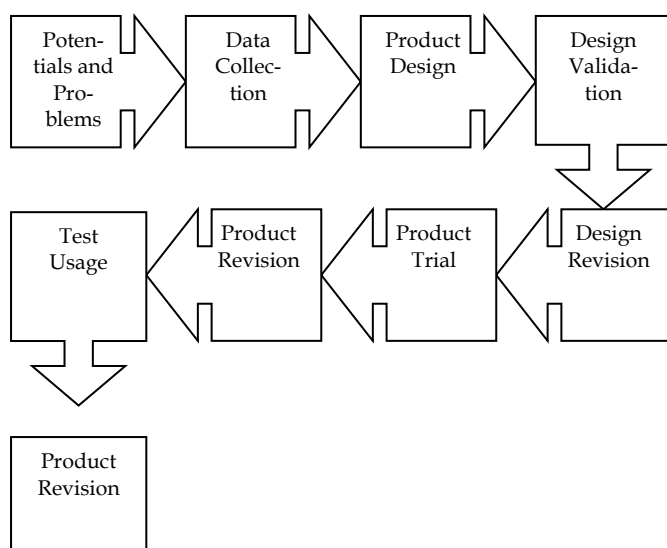 Poten-
tials and
Pro-
blems
Data
Collec-
tion
Product
Design
Design
Valida-
tion
Design
Revision
Product
Trial
Product
Revision
Test
Usage
Product
Revision